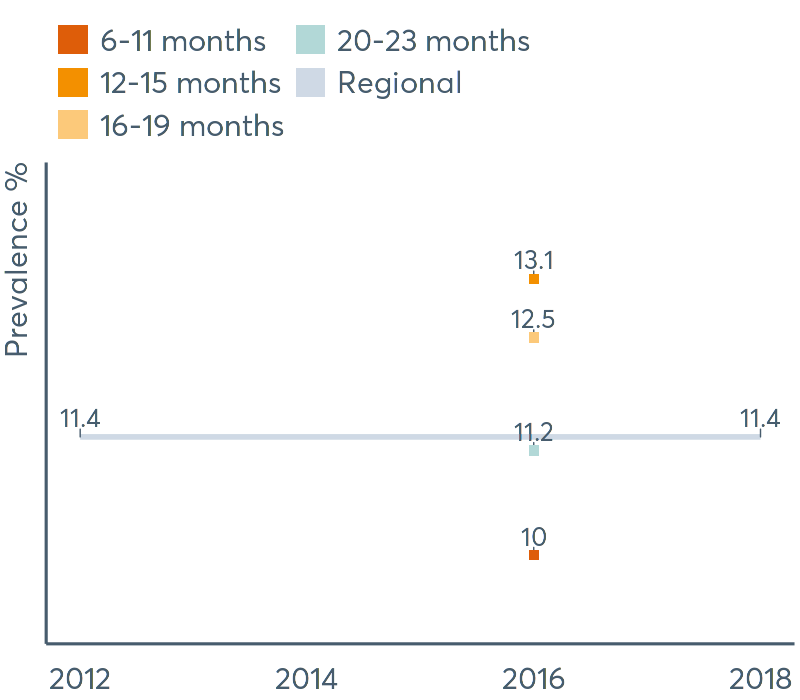 6-11 months
20-23 months
12-15 months
Regional
16-19 months
Prevalence %
13.1
12.5
11.4
11.4
11.2
10
2012
2014
2016
2018